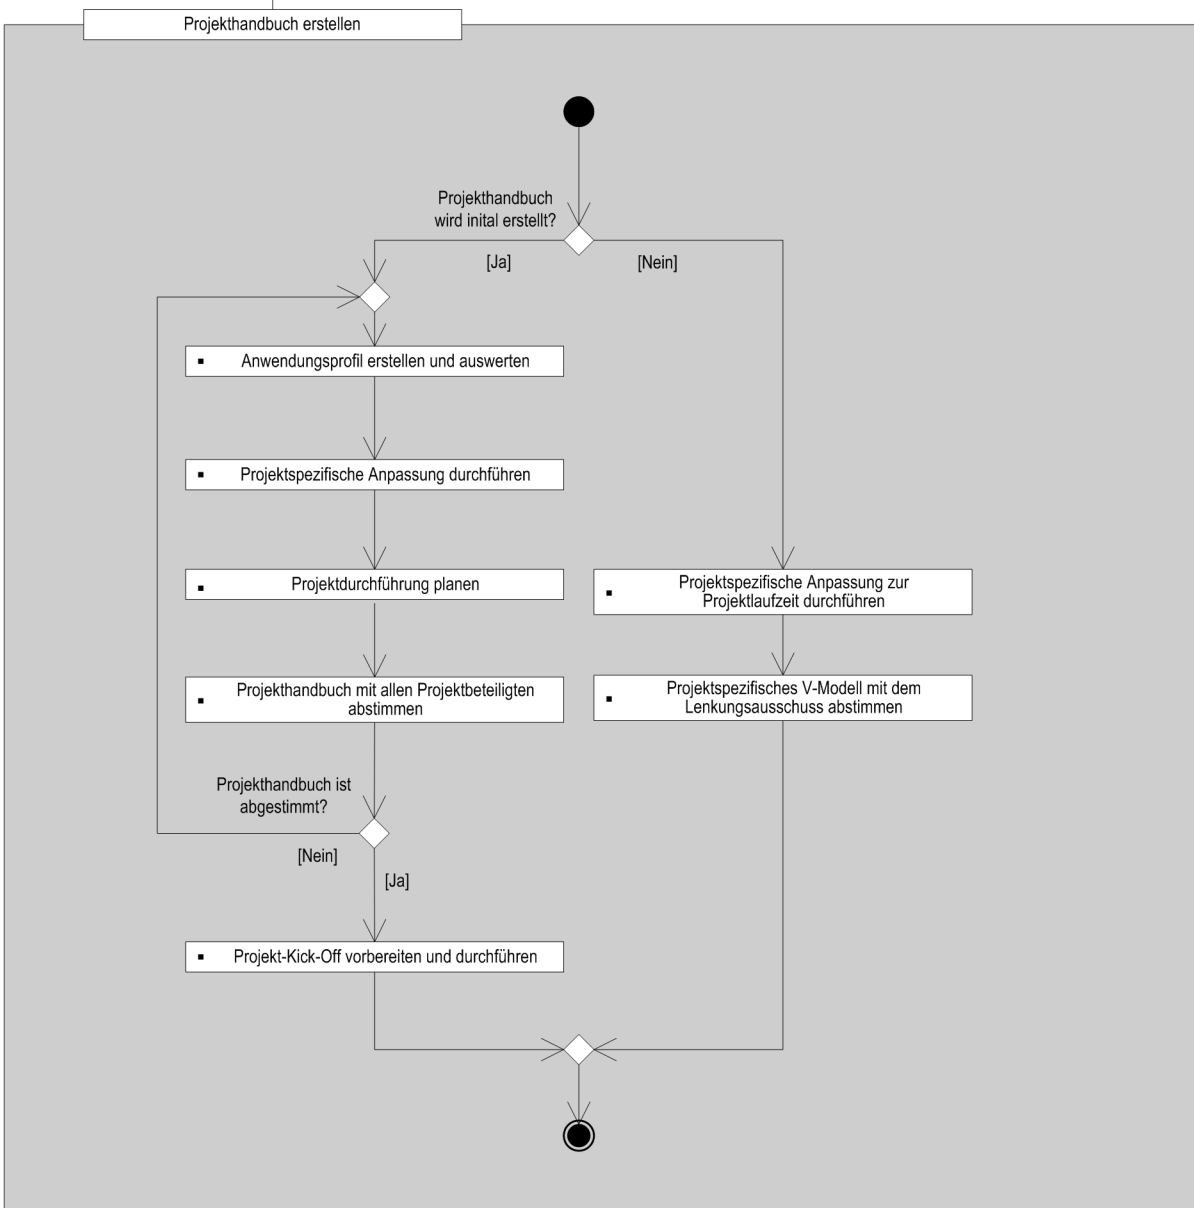 Projekthandbuch erstellen
Projekthandbuch
wird inital erstellt?
[Ja]
[Nein]
Anwendungsprofil erstellen und auswerten
Projektspezifische Anpassung durchführen
Projektdurchführung planen
Projekthandbuch mit allen Projektbeteiligten
abstimmen
Projektspezifische Anpassung zur
Projektlaufzeit durchführen
Projektspezifisches V-Modell mit dem
Lenkungsausschuss abstimmen
Projekthandbuch ist
abgestimmt?
[Nein]
[Ja]
Projekt-Kick-Off vorbereiten und durchführen